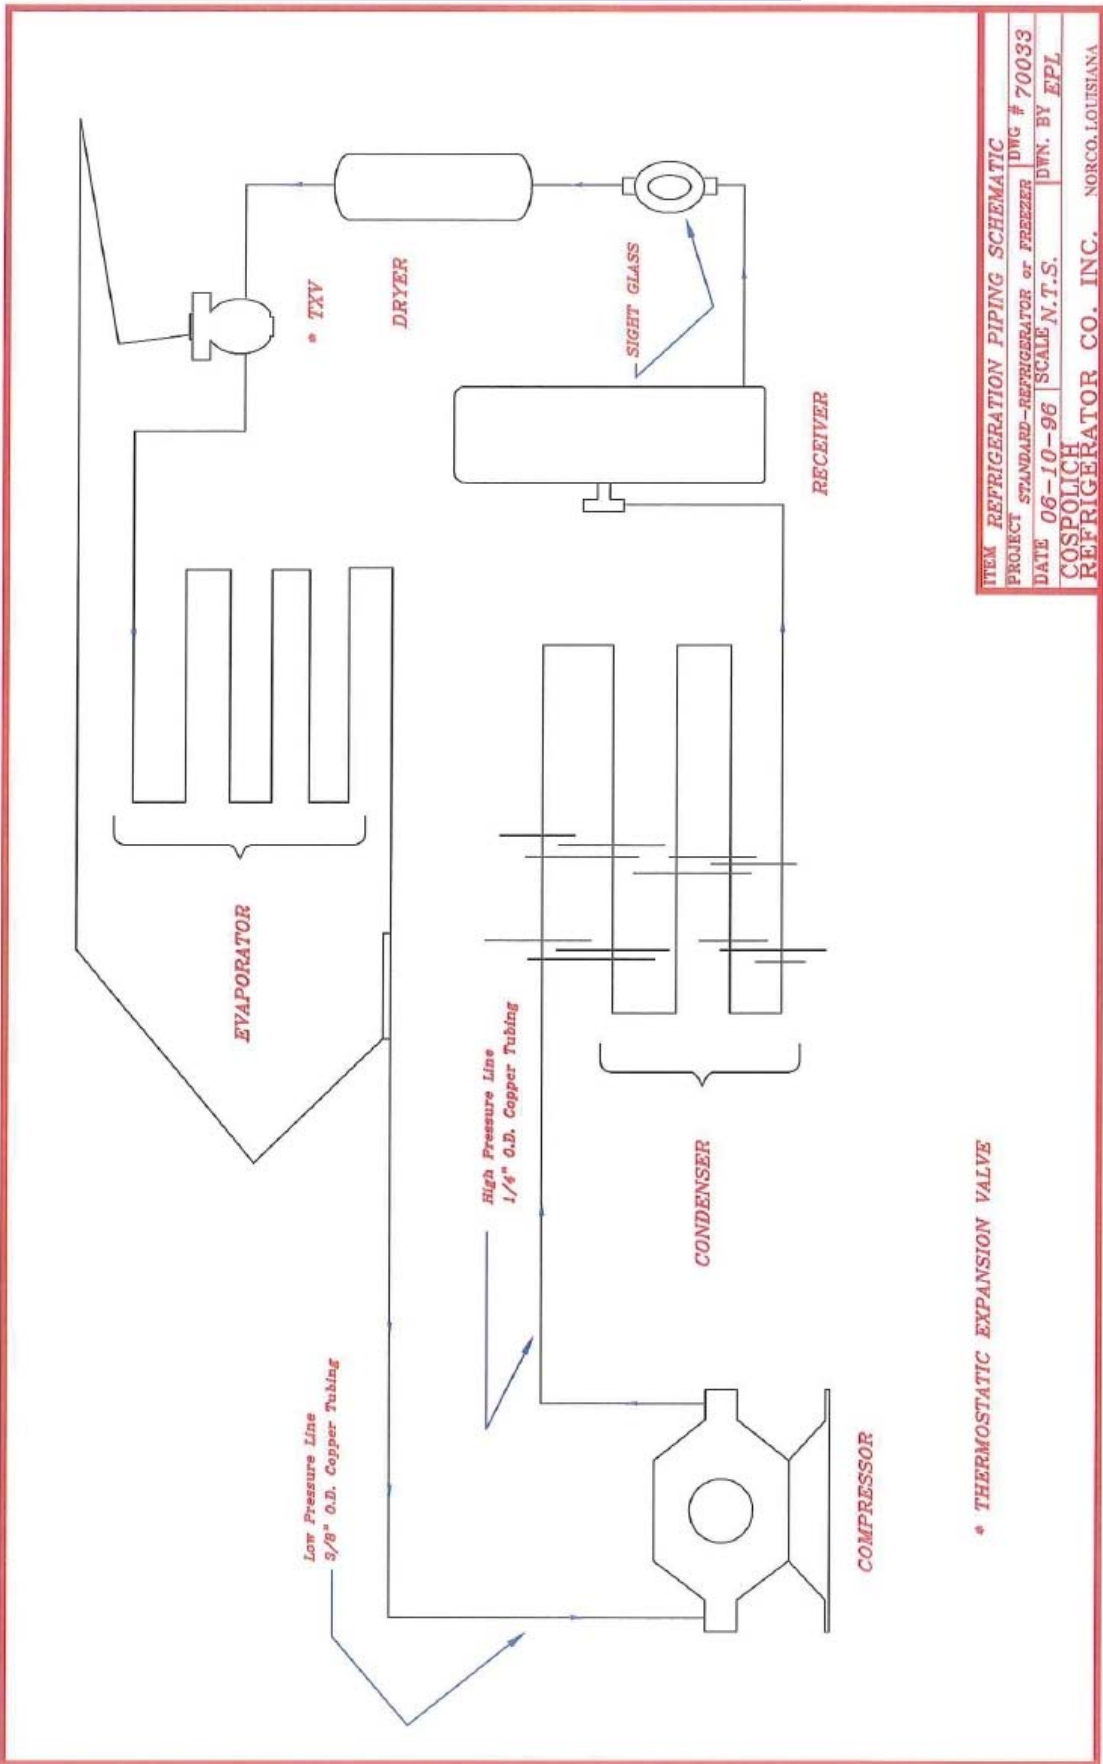 * TXV
DRYER
SIGHT GLASS
EVAPORATOR
RECEIVER
Low Pressure Line
3/8" O.D. Copper Tubing
High Pressure Line
1/4" O.D. Copper Tubing
CONDENSER
COMPRESSOR
* THERMOSTATIC EXPANSION VALVE
ITEM REFRIGERATION PIPING SCHEMATIC
PROJECT STANDARD-REFRIGERATOR or FREEZER DWG # 70033
DATE 06-10-96 SCALE N.T.S. DWN. BY EPL
COSPOLICH
REFRIGERATOR CO. INC. NORCO, LOUISIANA